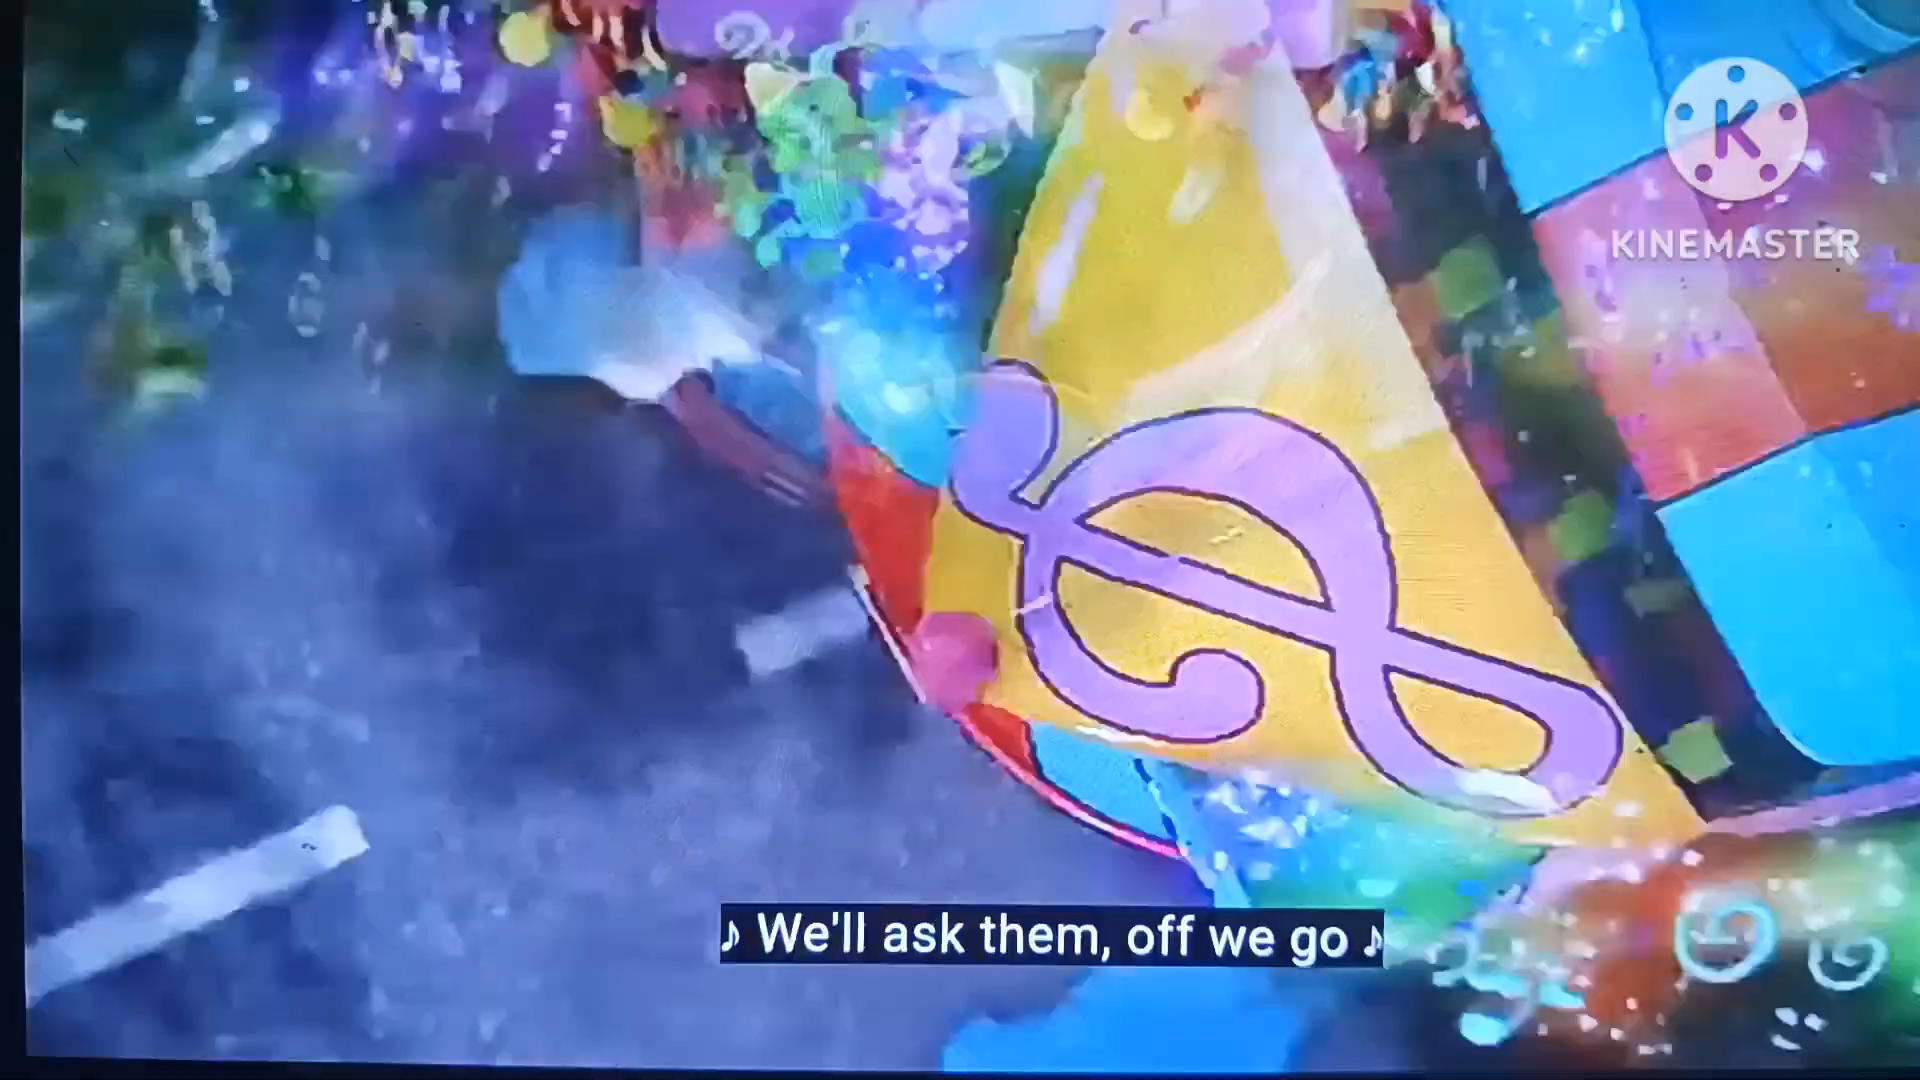 K
KINEMASTER
♪ We'll ask them, off we go ♪